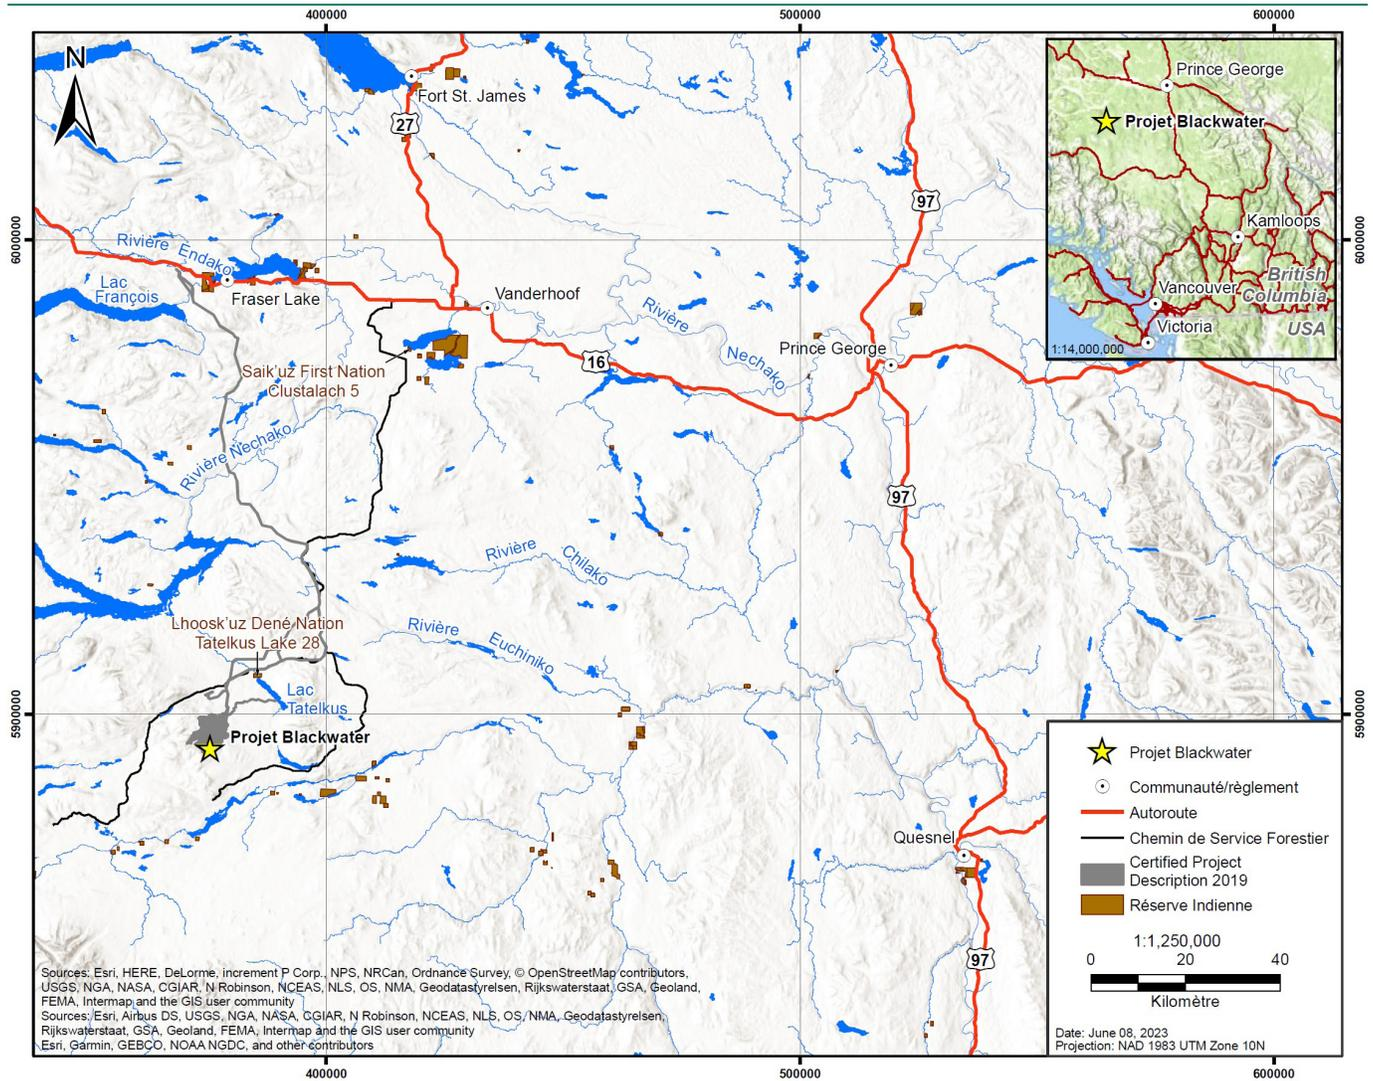 400000
500000
600000
N
Fort St. James
27
97
6000000
6000000
Rivière Endako
Lac
François
Fraser Lake
Vanderhoof
Rivière
Nechako
Prince George
16
Saik'uz First Nation
Clustalach 5
Rivière Nechako
97
Rivière
Chilako
Lhoosk'uz Dené Nation
Tatelkus Lake 28
Rivière
Euchiniko
Lac
Tatelkus
5900000
5900000
Projet Blackwater
Quesnel
97
Prince George
Projet Blackwater
Kamloops
British
Columbia
Vancouver
USA
Victoria
1:14,000,000
Projet Blackwater
Communauté/règlement
Autoroute
Chemin de Service Forestier
Certified Project
Description 2019
Réserve Indienne
1:1,250,000
0 20 40
Kilomètre
Date: June 08, 2023
Projection: NAD 1983 UTM Zone 10N
Sources: Esri, HERE, DeLorme, increment P Corp., NPS, NRCan, Ordnance Survey, © OpenStreetMap contributors,
USGS, NGA, NASA, CGIAR, N Robinson, NCEAS, NLS, OS, NMA, Geodatastyrelsen, Rijkswaterstaat, GSA, Geoland,
FEMA, Intermap and the GIS user community
Sources: Esri, Airbus DS, USGS, NGA, NASA, CGIAR, N Robinson, NCEAS, NLS, OS, NMA, Geodatastyrelsen,
Rijkswaterstaat, GSA, Geoland, FEMA, Intermap and the GIS user community
Esri, Garmin, GEBCO, NOAA NGDC, and other contributors
400000
500000
600000